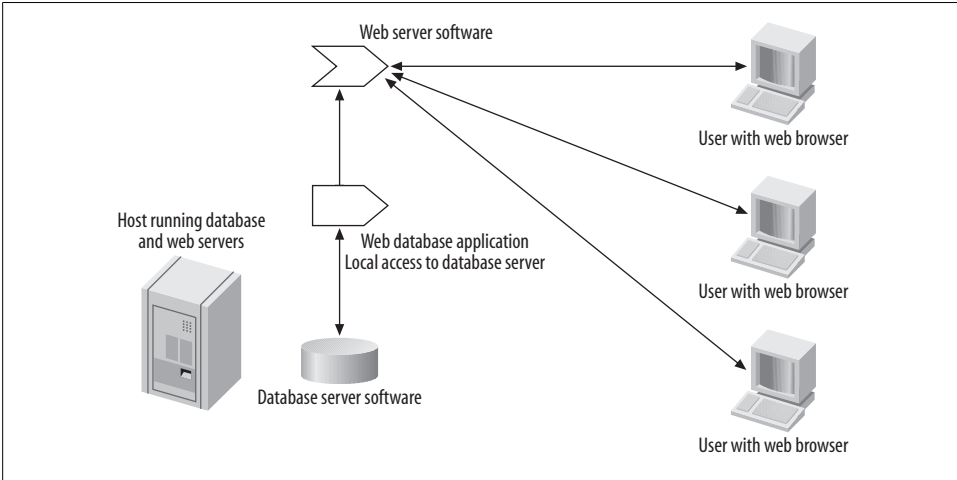 Web server software
User with web browser
Host running database
and web servers
Web database application
Local access to database server
User with web browser
Database server software
User with web browser